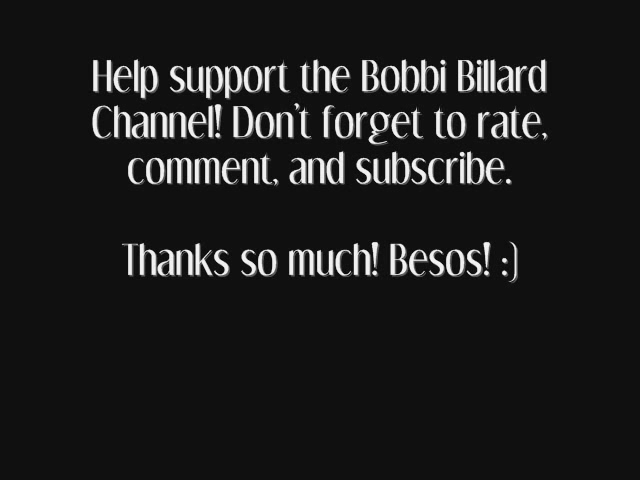 Help support the Bobbi Billard
Channel! Don't forget to rate,
comment, and subscribe.
Thanks so much! Besos! :)